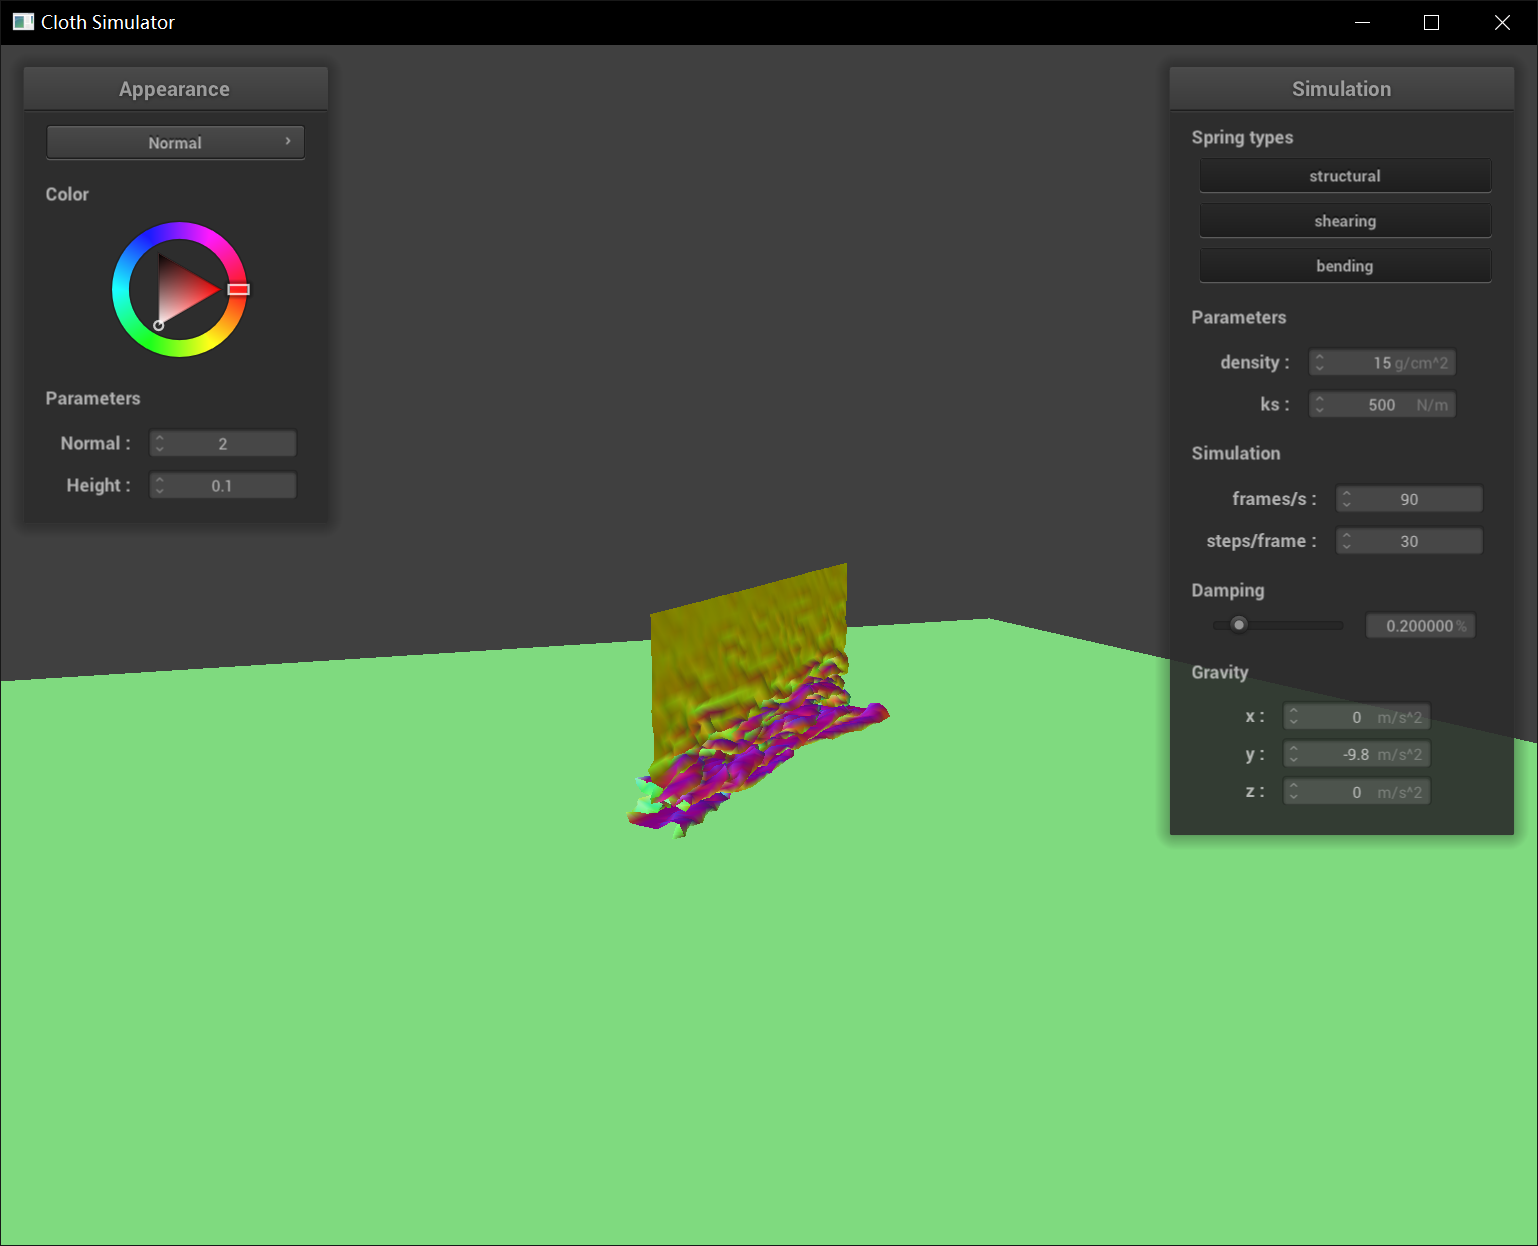 Cloth Simulator
Appearance
Normal
Color
Parameters
Normal : 2
Height : 0.1
Simulation
Spring types
structural
shearing
bending
Parameters
density : 15 g/cm^2
ks : 500 N/m
Simulation
frames/s : 90
steps/frame : 30
Damping
0.200000 %
Gravity
x : 0 m/s^2
y : -9.8 m/s^2
z : 0 m/s^2